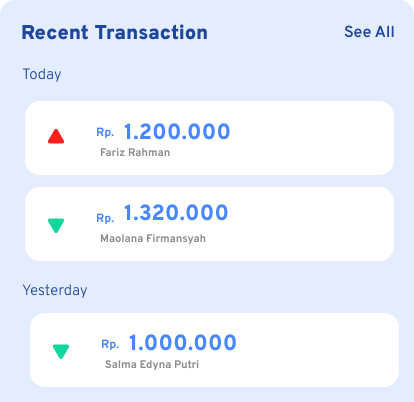 Recent Transaction See All
Today
Rp. 1.200.000
Fariz Rahman
Rp. 1.320.000
Maolana Firmansyah
Yesterday
Rp. 1.000.000
Salma Edyna Putri